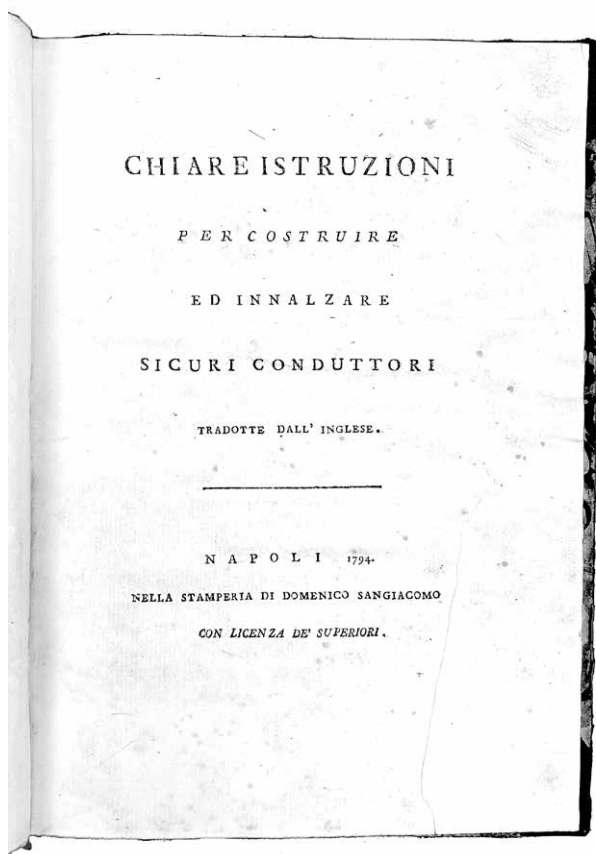 CHIARE ISTRUZIONI
PER COSTRUIRE
ED INNALZARE
SICURI CONDUTTORI
TRADOTTE DALL' INGLESE.
NAPOLI 1794.
NELLA STAMPERIA DI DOMENICO SANGIACOMO
CON LICENZA DE' SUPERIORI.